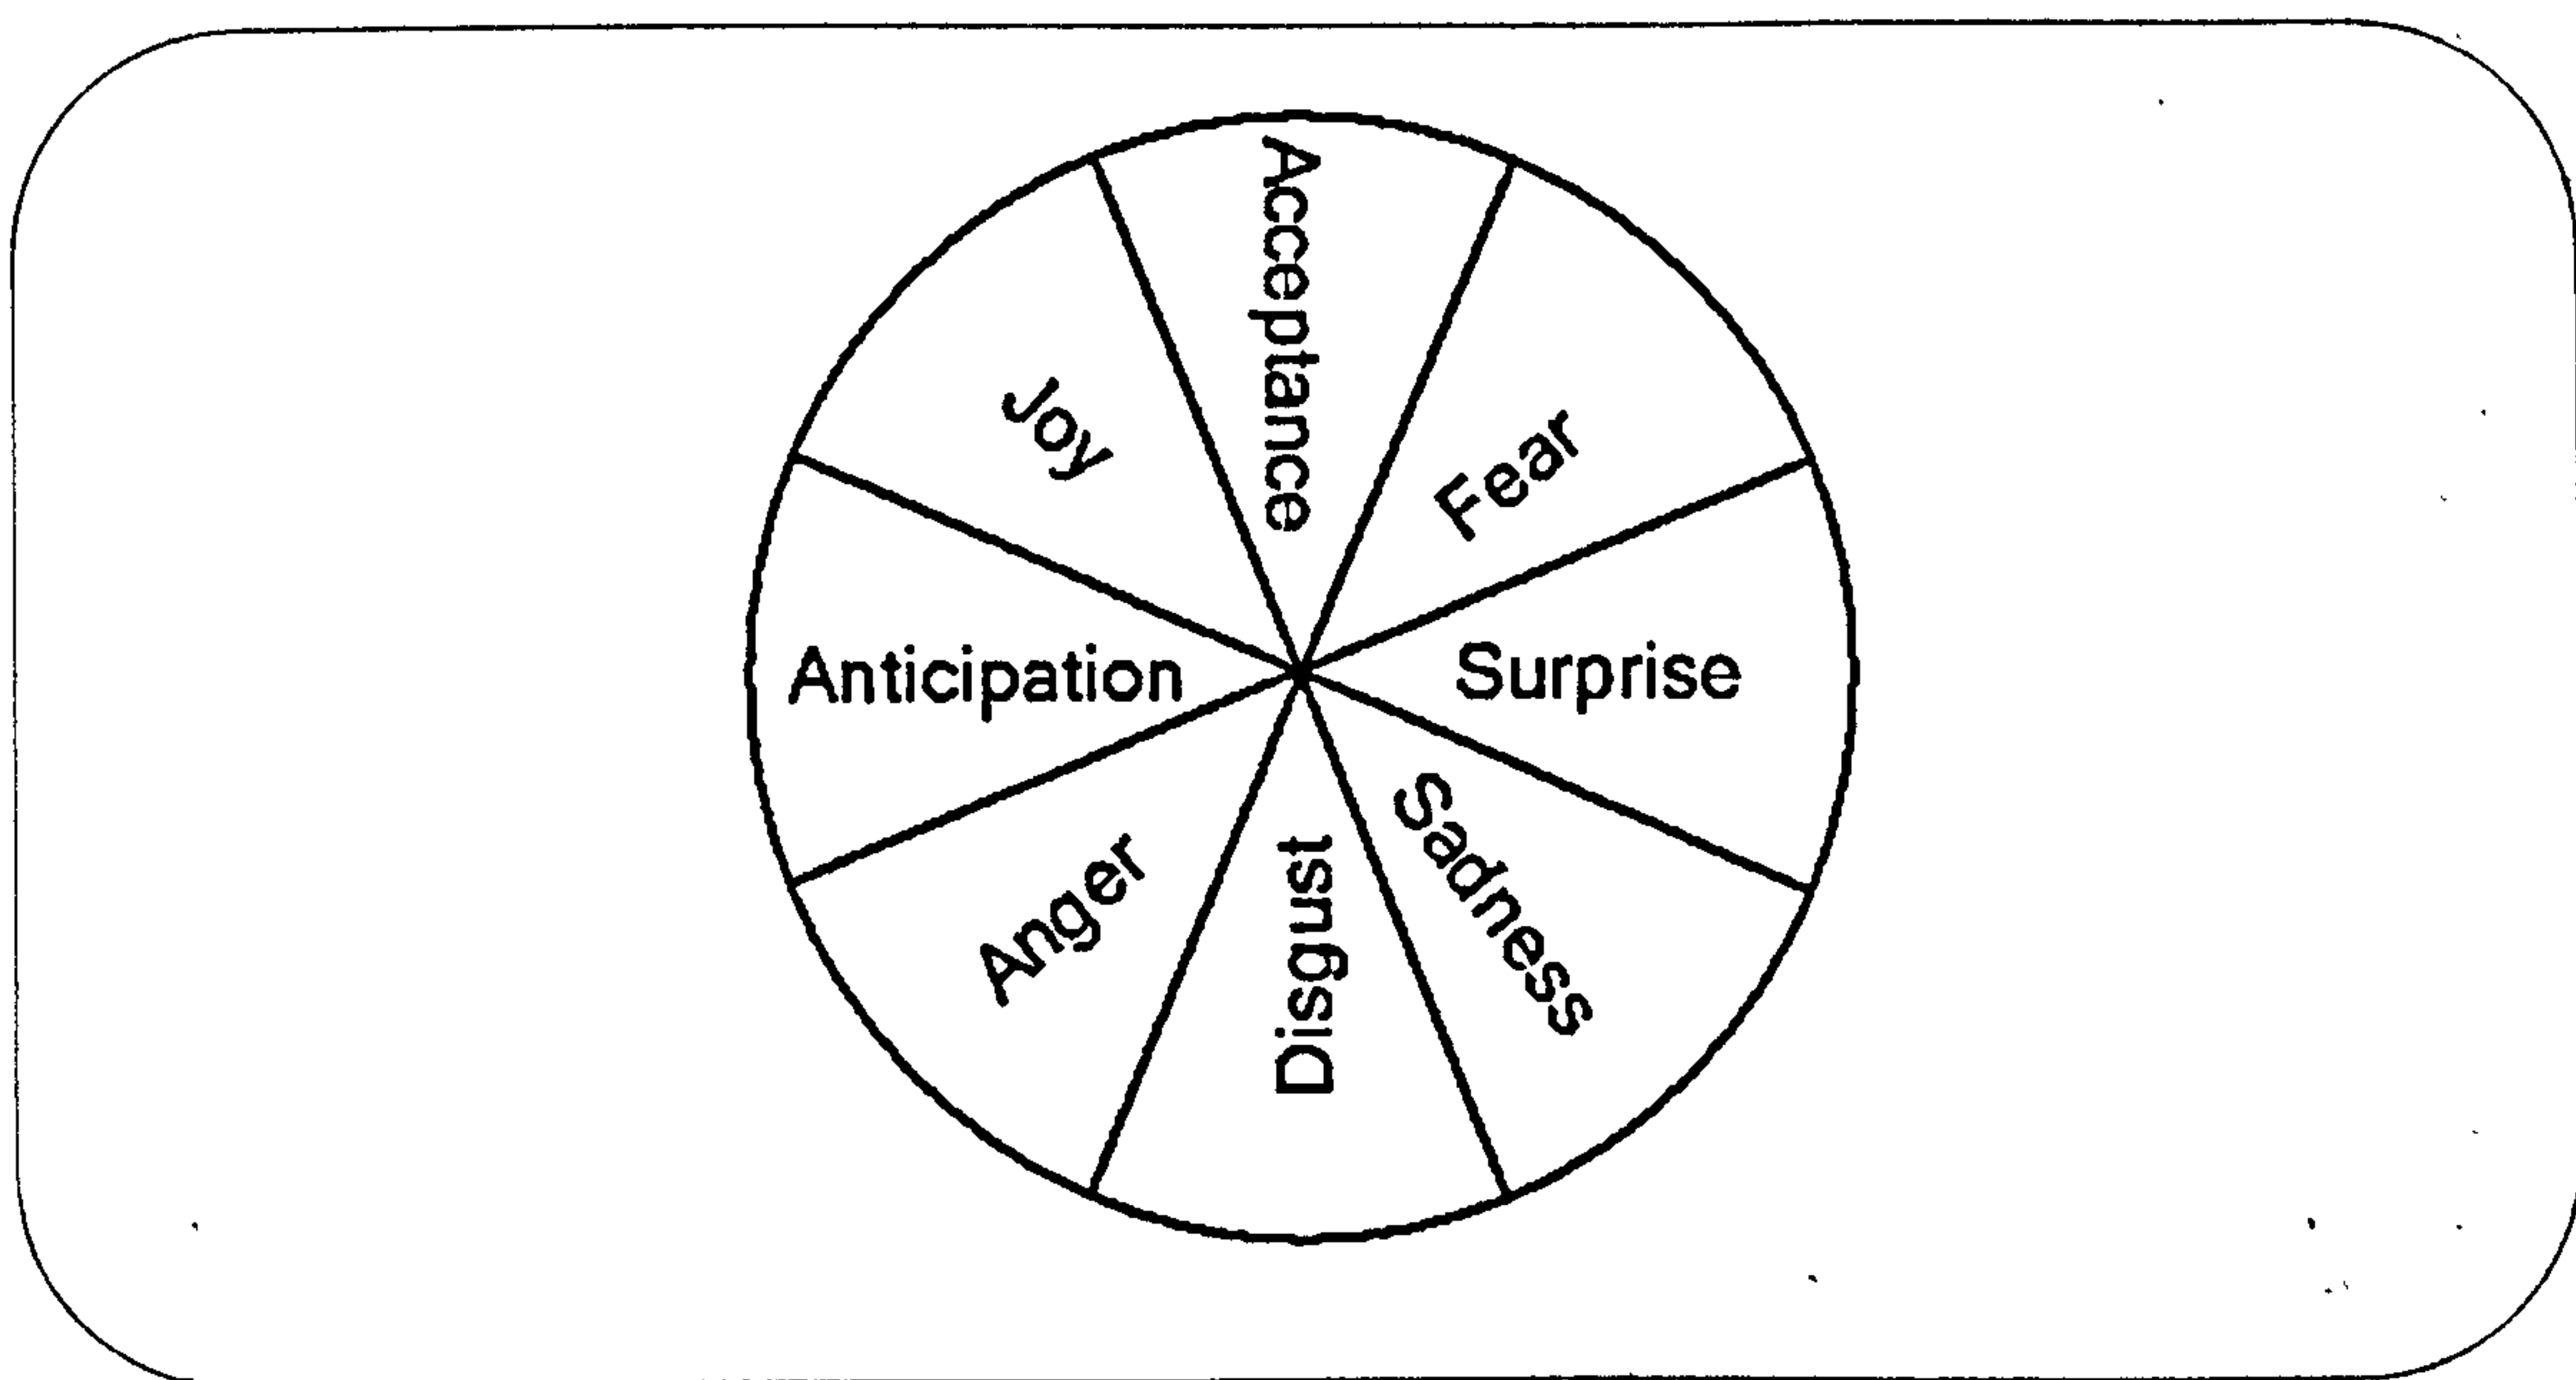 Acceptance
Joy
Fear
Anticipation
Surprise
Sadness
Anger
Disgust